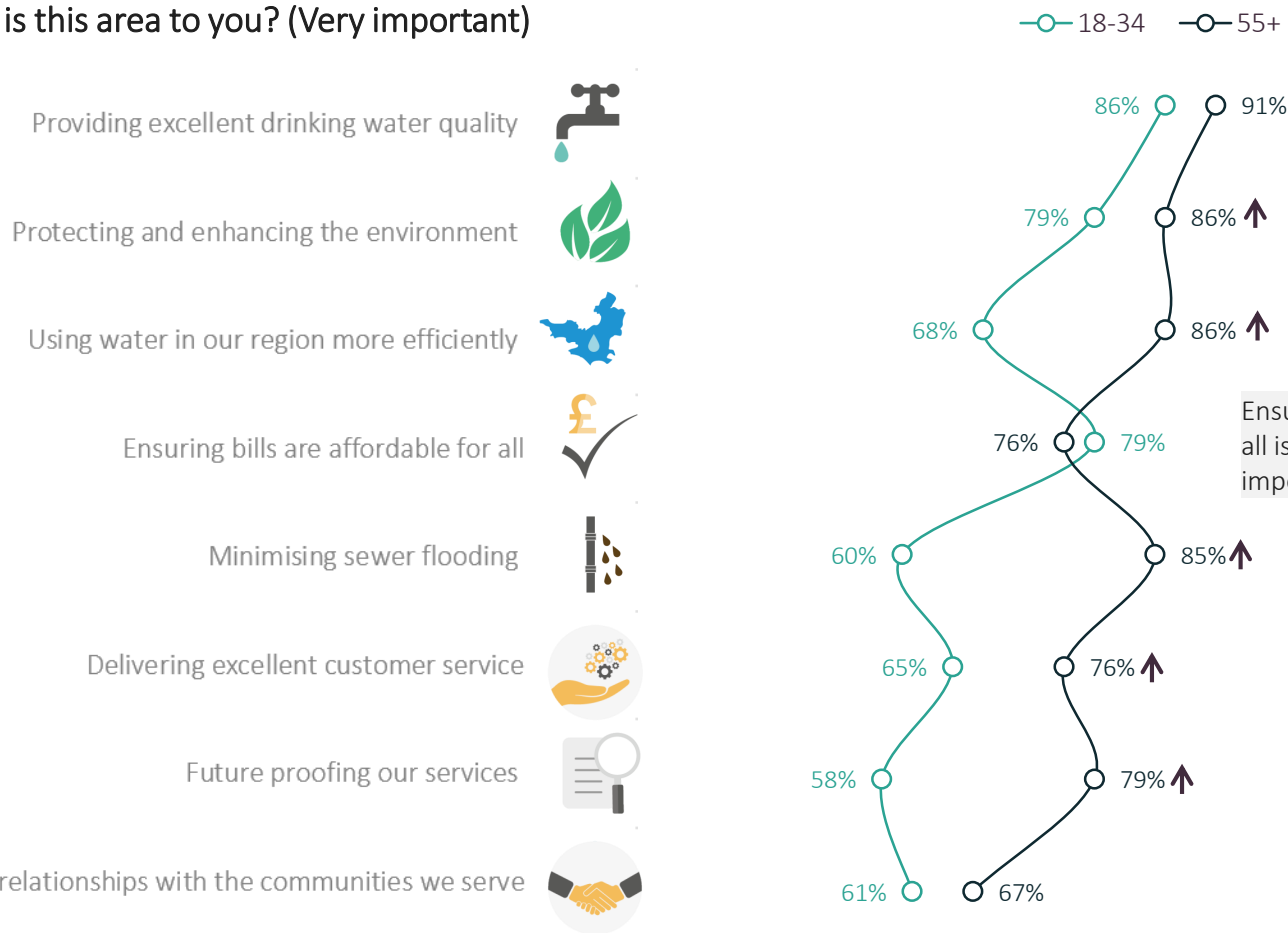 is this area to you? (Very important)
18-34 55+
Providing excellent drinking water quality 86% 91%
Protecting and enhancing the environment 79% 86%
Using water in our region more efficiently 68% 86%
Ensuring bills are affordable for all £ 76% 79%
all is
Minimising sewer flooding 60% 85%
Delivering excellent customer service 65% 76%
Future proofing our services 58% 79%
relationships with the communities we serve 61% 67%